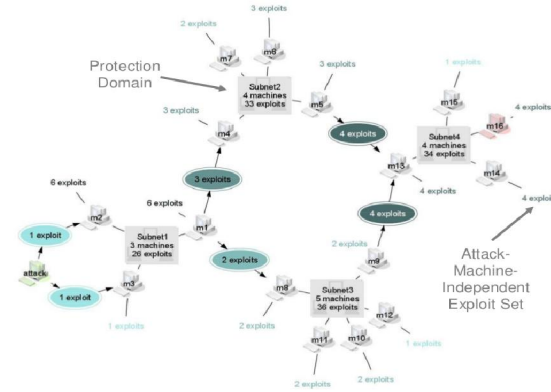 3 exploits
2 exploits
m7
m6
3 exploits
Protection
Domain
Subnet2
4 machines
33 exploits
m5
1 exploit
m15
4 exploits
m16
3 exploits
m4
4 exploits
Subnet4
4 machines
34 exploits
m13
m14
3 exploits
4 exploits
4 exploit
6 exploits
6 exploits
m2
m1
4 exploits
1 exploit
Subnet1
3 machines
26 exploits
2 exploits
2 exploits
m9
attack
m3
m8
Subnet3
5 machines
36 exploits
1 exploit
1 exploits
2 exploits
m11
m10
m12
1 exploits
2 exploits
2 exploits
Attack-
Machine-
Independent
Exploit Set